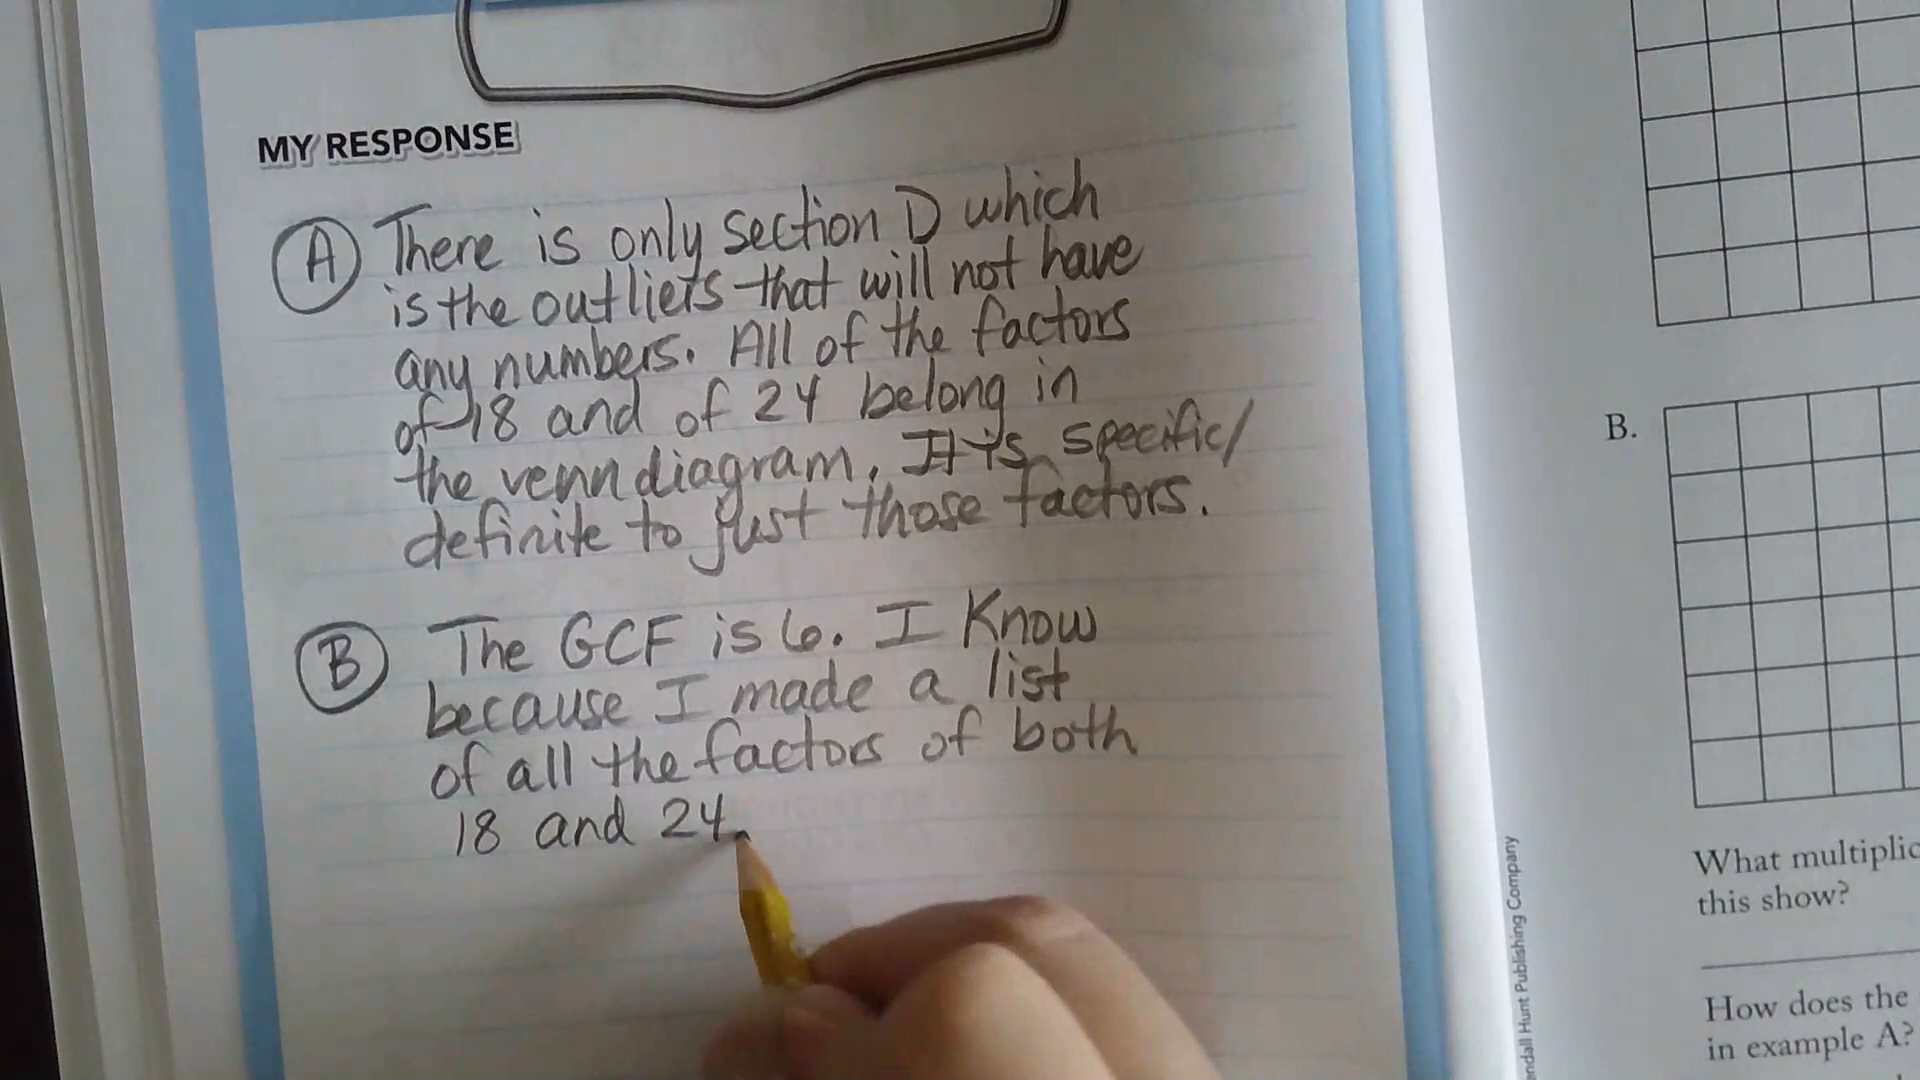 MY RESPONSE
A There is only section D which
is the outliers that will not have
any numbers. All of the factors
of 18 and of 24 belong in
the venn diagram. It is specific/
definite to just those factors.
B The GCF is 6. I know
because I made a list
of all the factors of both
18 and 24.
Kendall Hunt Publishing Company
B.
What
this show?
How does the
in example A?